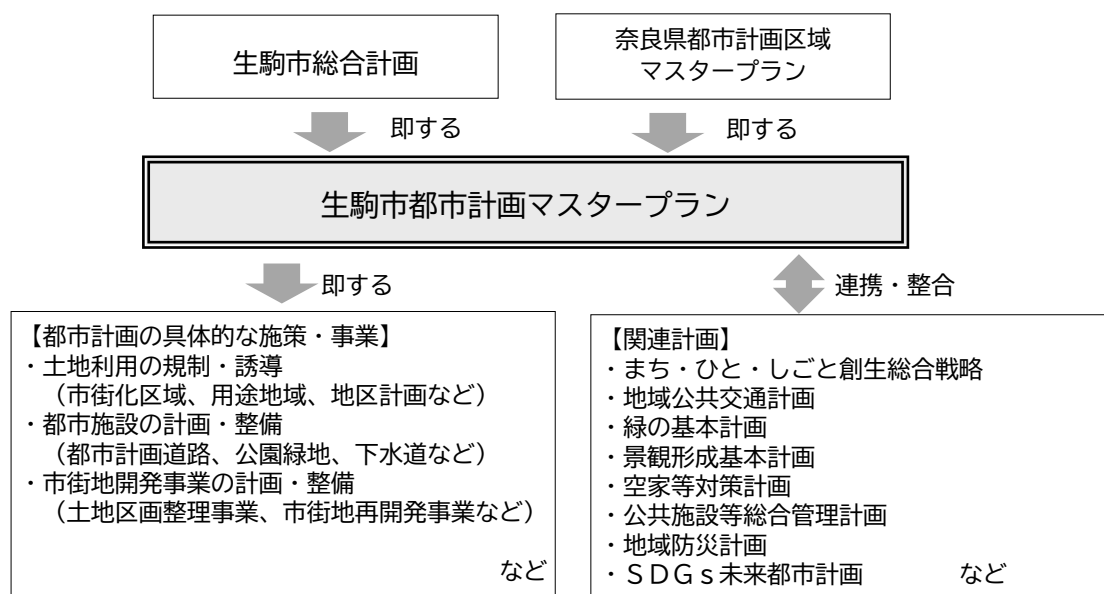 生駒市総合計画
奈良県都市計画区域
マスタープラン
即する
即する
生駒市都市計画マスタープラン
即する
連携・整合
【都市計画の具体的な施策・事業】
・土地利用の規制・誘導
（市街化区域、用途地域、地区計画など）
・都市施設の計画・整備
（都市計画道路、公園緑地、下水道など）
・市街地開発事業の計画・整備
（土地区画整理事業、市街地再開発事業など）
など
【関連計画】
・まち・ひと・しごと創生総合戦略
・地域公共交通計画
・緑の基本計画
・景観形成基本計画
・空家等対策計画
・公共施設等総合管理計画
・地域防災計画
・ＳＤＧｓ未来都市計画　　　　など